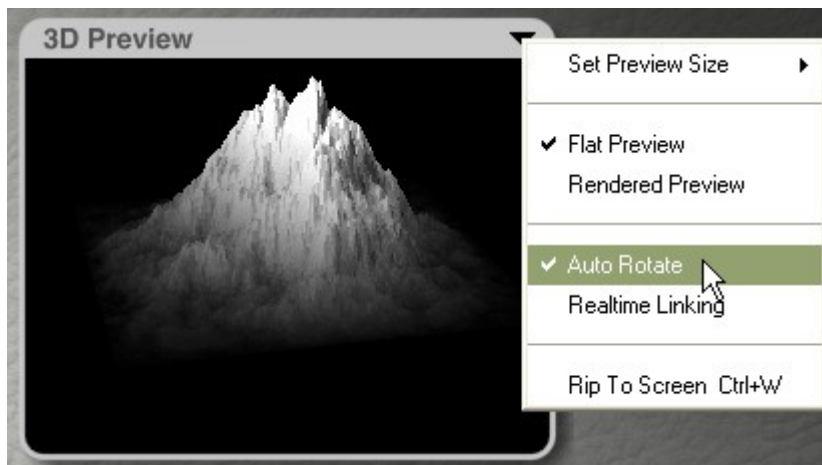 3D Preview
Set Preview Size
Flat Preview
Rendered Preview
Auto Rotate
Realtime Linking
Rip To Screen Ctrl+W